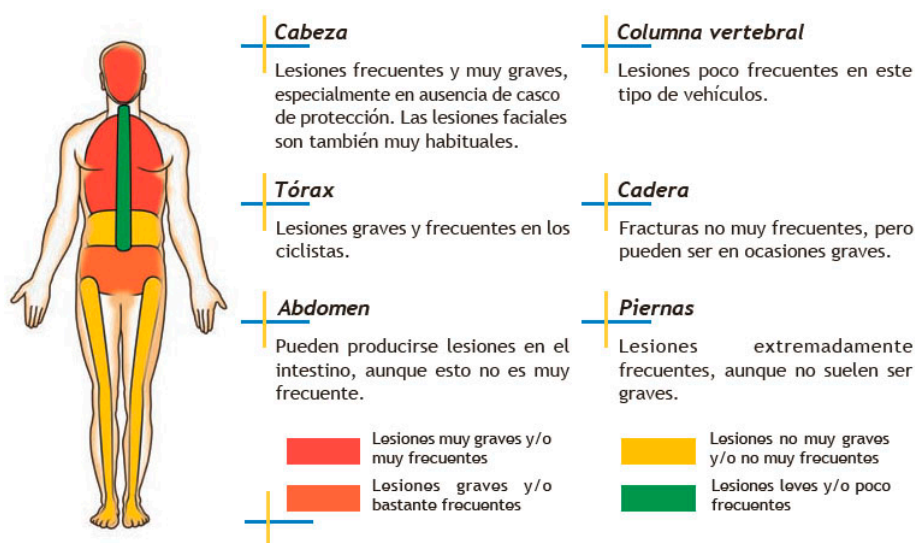 Cabeza
Lesiones frecuentes y muy graves,
especialmente en ausencia de casco
de protección. Las lesiones faciales
son también muy habituales.
Columna vertebral
Lesiones poco frecuentes en este
tipo de vehículos.
Tórax
Lesiones graves y frecuentes en los
ciclistas.
Cadera
Fracturas no muy frecuentes, pero
pueden ser en ocasiones graves.
Abdomen
Pueden producirse lesiones en el
intestino, aunque esto no es muy
frecuente.
Piernas
Lesiones extremadamente
frecuentes, aunque no suelen ser
graves.
Lesiones muy graves y/o
muy frecuentes
Lesiones graves y/o
bastante frecuentes
Lesiones no muy graves
y/o no muy frecuentes
Lesiones leves y/o poco
frecuentes